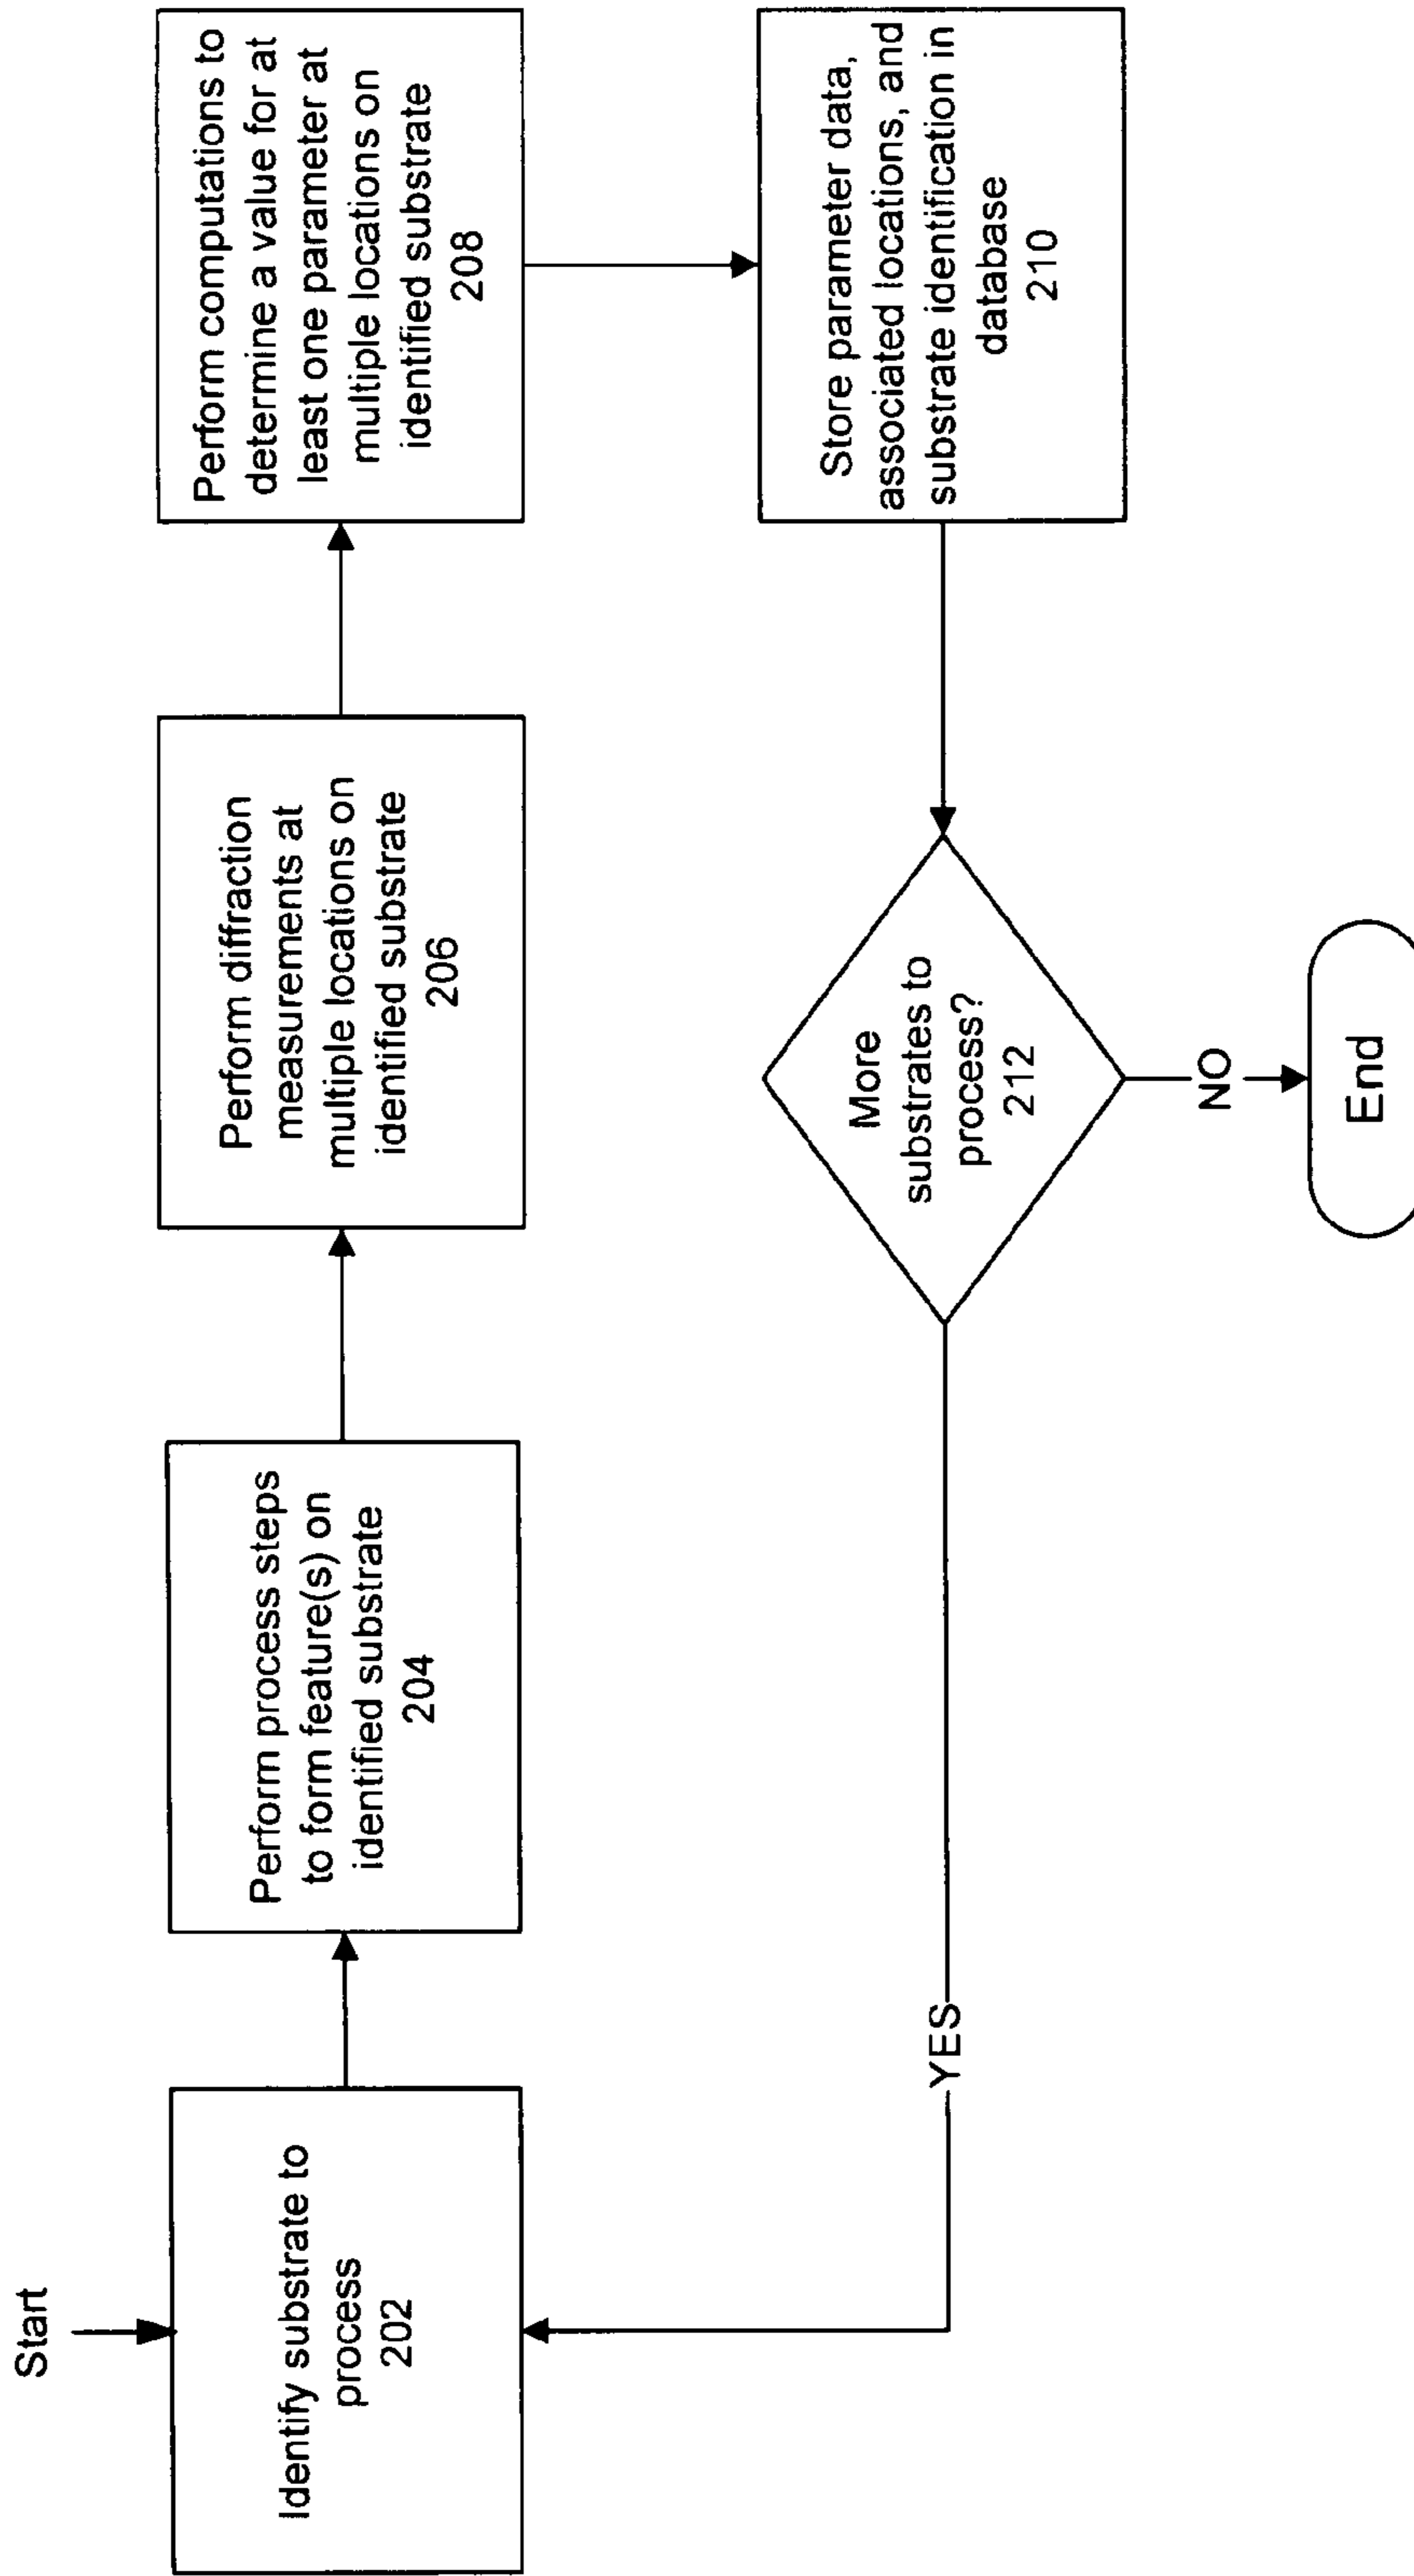 Start
Identify substrate to
process
202
Perform process steps
to form feature(s) on
identified substrate
204
Perform diffraction
measurements at
multiple locations on
identified substrate
206
Perform computations to
determine a value for at
least one parameter at
multiple locations on
identified substrate
208
Store parameter data,
associated locations, and
substrate identification in
database
210
More
substrates to
process?
212
YES
NO
End